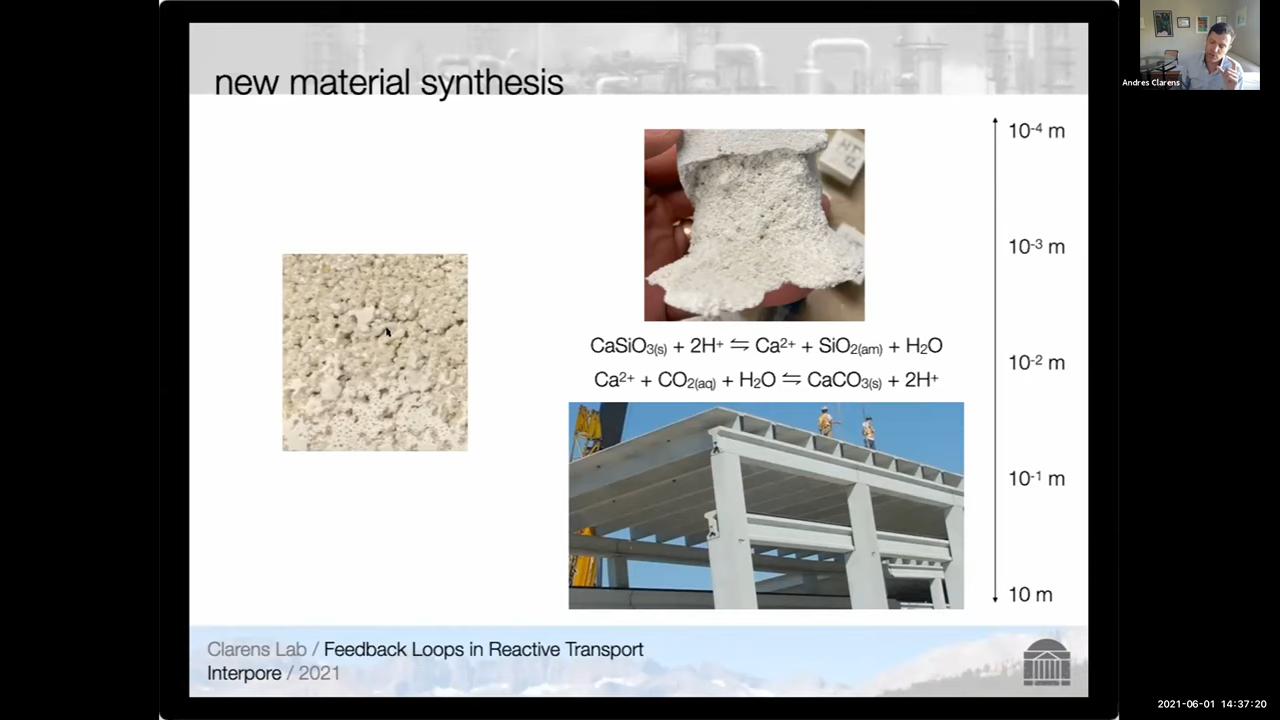 new material synthesis
CaSiO₃₍ₛ₎ + 2H⁺ ⇋ Ca²⁺ + SiO₂₍ₐₘ₎ + H₂O
Ca²⁺ + CO₂₍ₐq₎ + H₂O ⇋ CaCO₃₍ₛ₎ + 2H⁺
10⁻⁴ m
10⁻³ m
10⁻² m
10⁻¹ m
10 m
Clarens Lab / Feedback Loops in Reactive Transport
Interpore / 2021
Andres Clarens
2021-06-01 14:37:20